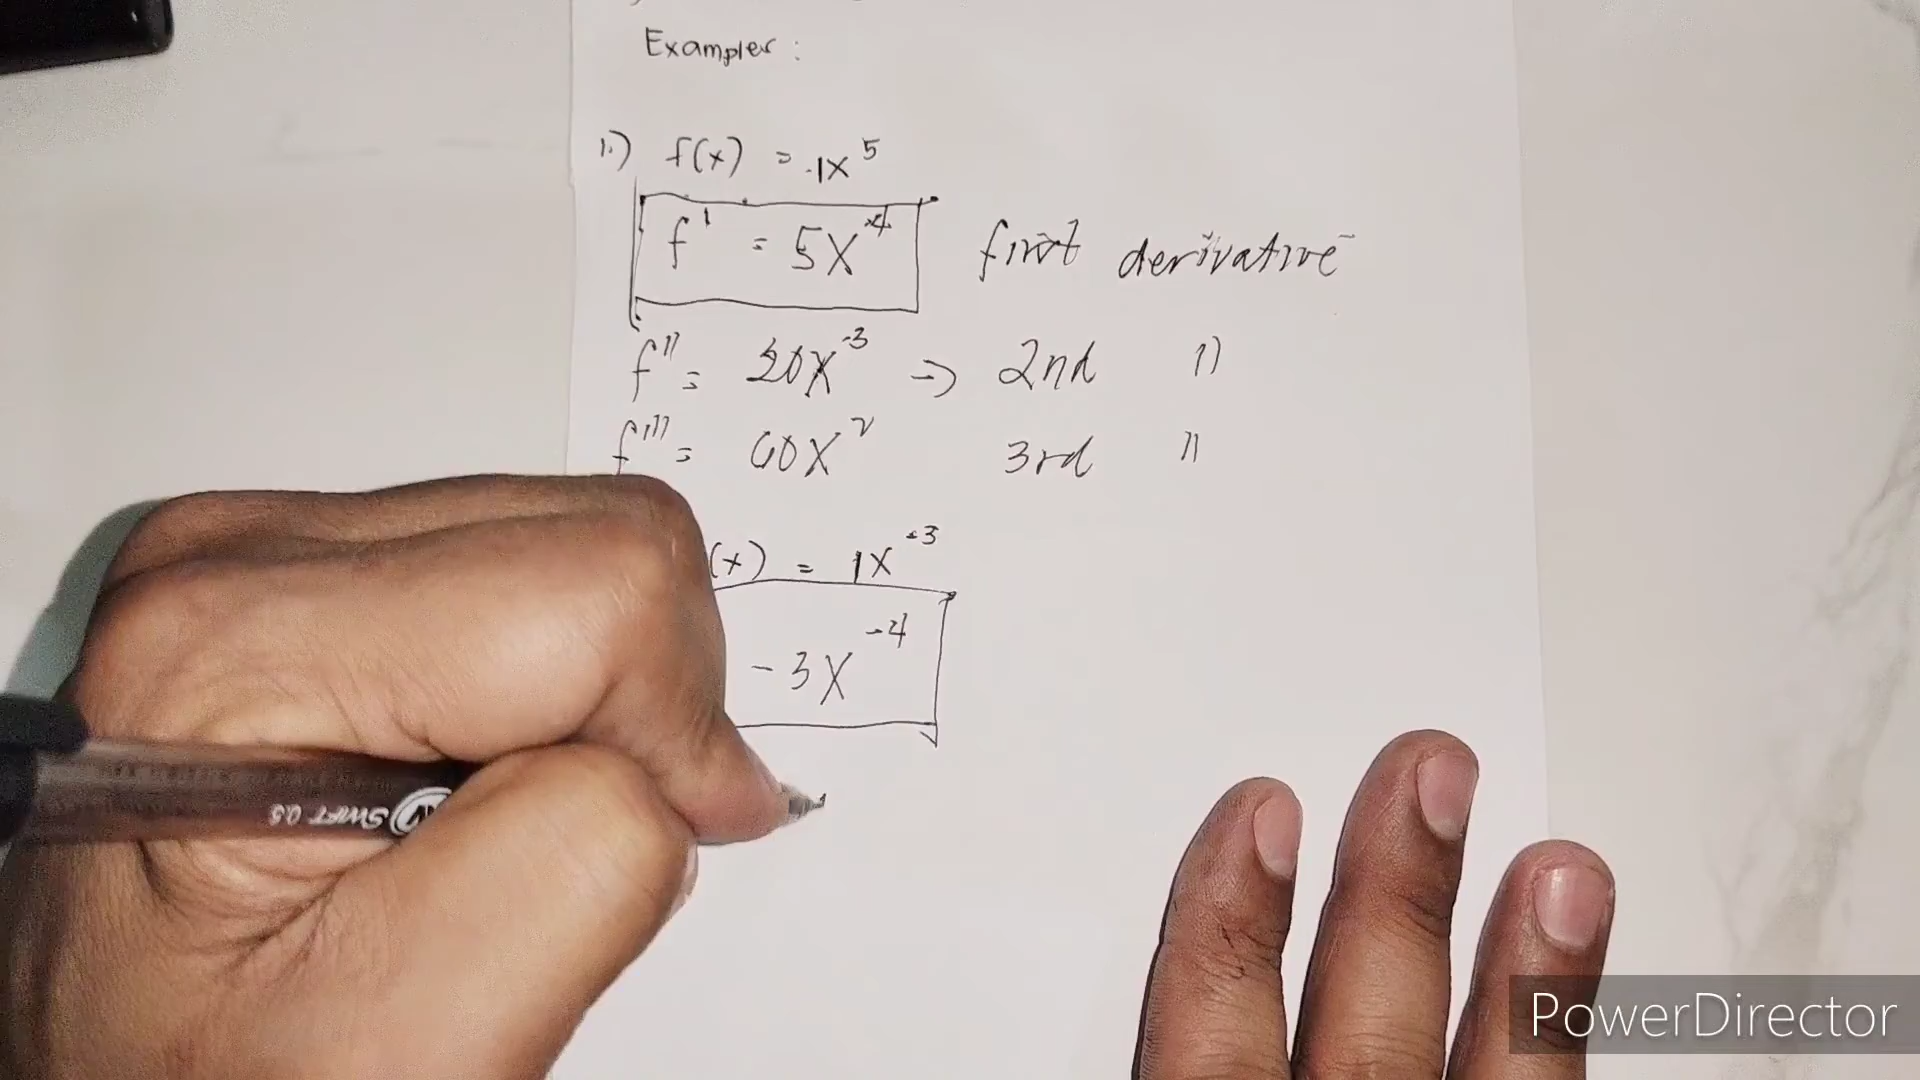 Examples :
1.) f(x) = 1x^5
f' = 5x^4 first derivative
f'' = 20x^3 => 2nd "
f''' = 60x^2 3rd "
(x) = 1x^-3
-3x^-4
SWIFT 0.5
PowerDirector